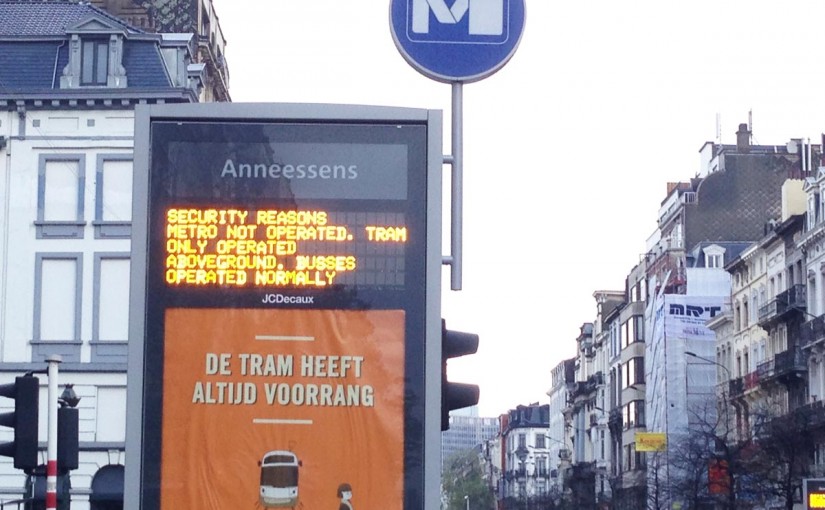 M
Anneessens
SECURITY REASONS
METRO NOT OPERATED. TRAM
ONLY OPERATED
ABOVEGROUND. BUSSES
OPERATED NORMALLY
JCDecaux
DE TRAM HEEFT
ALTIJD VOORRANG